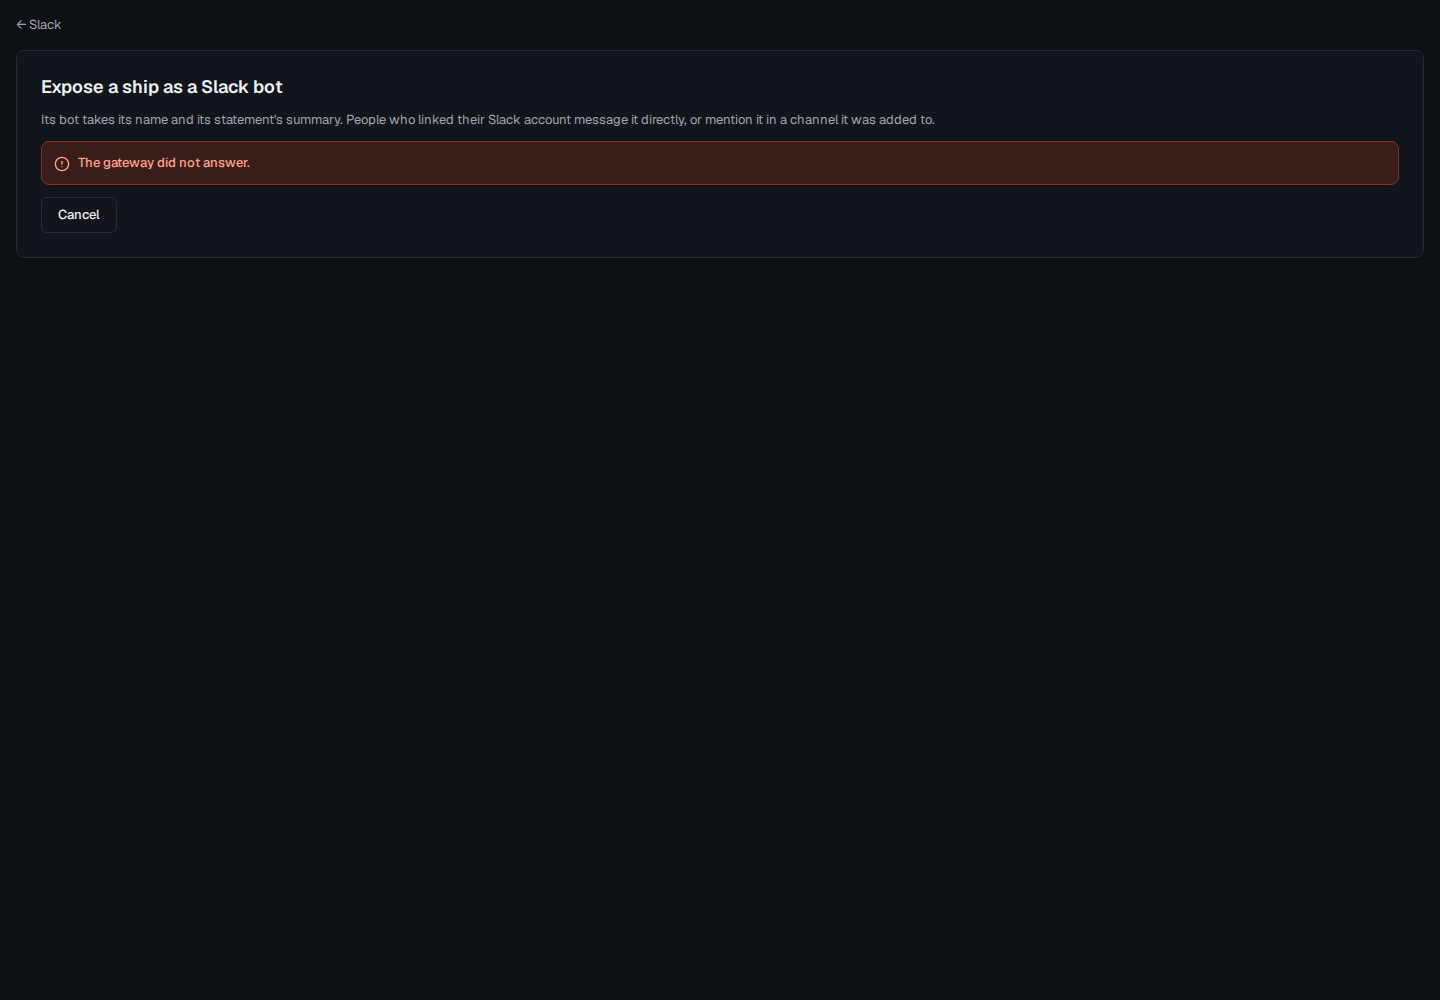 ← Slack
Expose a ship as a Slack bot
Its bot takes its name and its statement's summary. People who linked their Slack account message it directly, or mention it in a channel it was added to.
The gateway did not answer.
Cancel